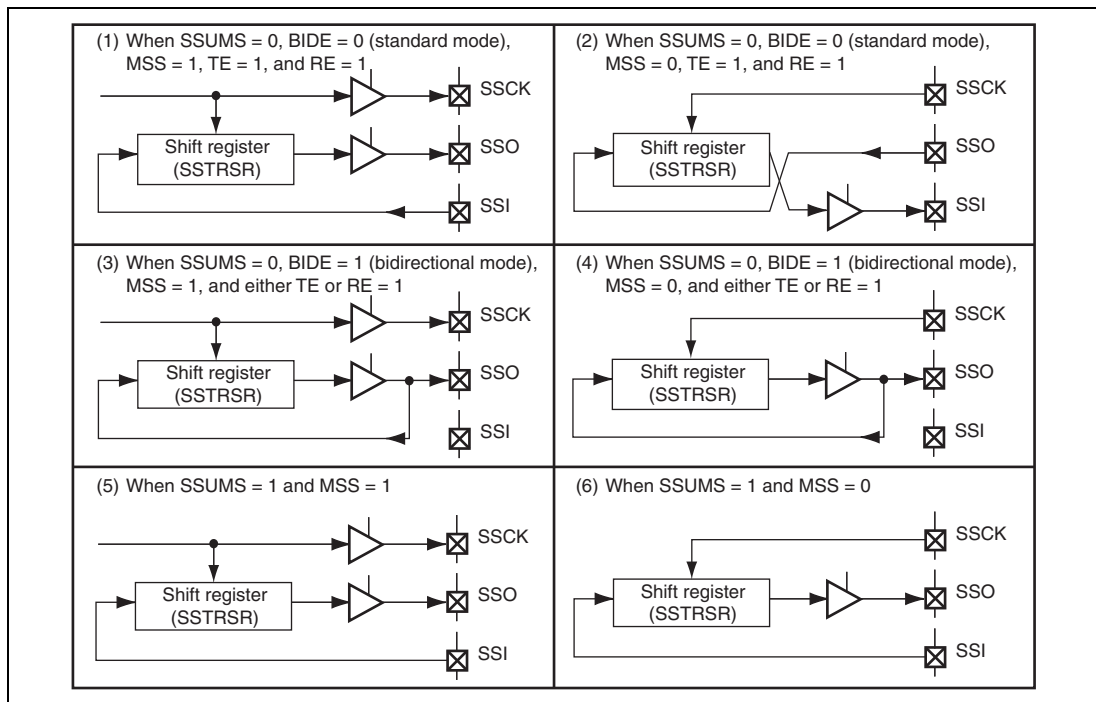 (1) When SSUMS = 0, BIDE = 0 (standard mode),
MSS = 1, TE = 1, and RE = 1
SSCK
Shift register
(SSTRSR)
SSO
SSI
(2) When SSUMS = 0, BIDE = 0 (standard mode),
MSS = 0, TE = 1, and RE = 1
SSCK
Shift register
(SSTRSR)
SSO
SSI
(3) When SSUMS = 0, BIDE = 1 (bidirectional mode),
MSS = 1, and either TE or RE = 1
SSCK
Shift register
(SSTRSR)
SSO
SSI
(4) When SSUMS = 0, BIDE = 1 (bidirectional mode),
MSS = 0, and either TE or RE = 1
SSCK
Shift register
(SSTRSR)
SSO
SSI
(5) When SSUMS = 1 and MSS = 1
SSCK
Shift register
(SSTRSR)
SSO
SSI
(6) When SSUMS = 1 and MSS = 0
SSCK
Shift register
(SSTRSR)
SSO
SSI